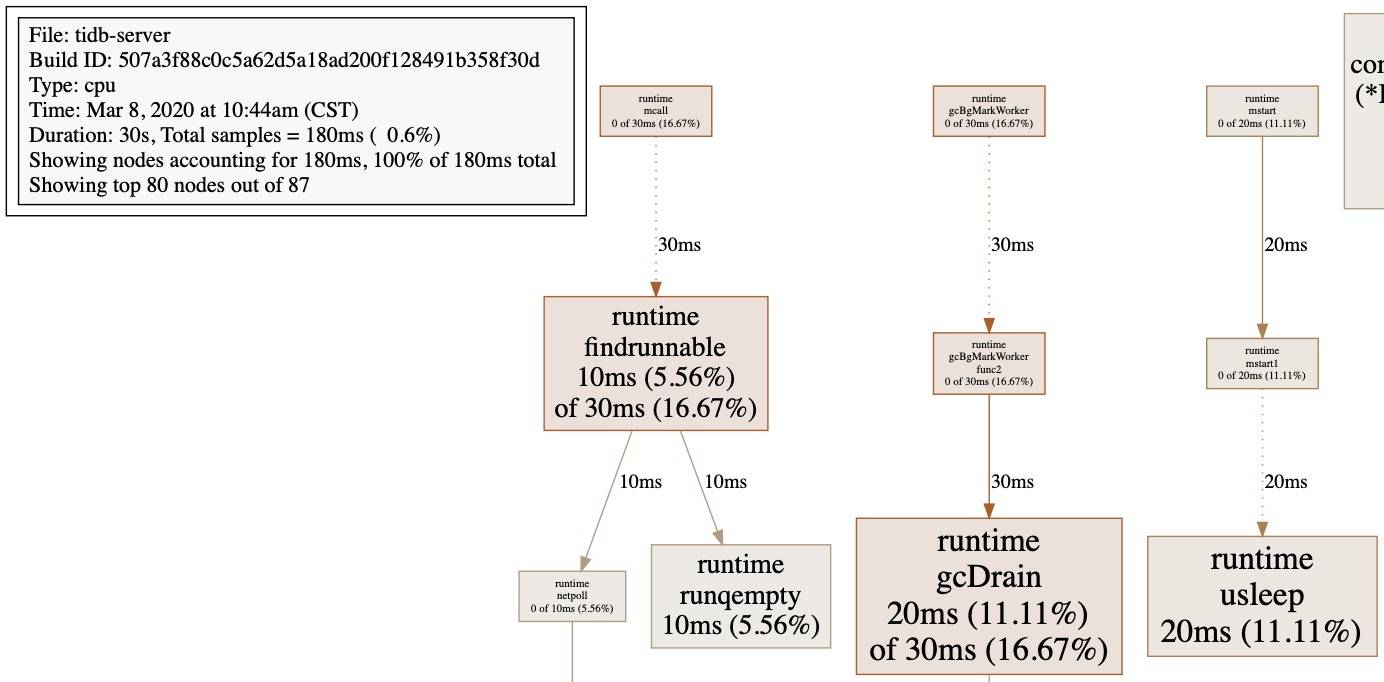 File: tidb-server
Build ID: 507a3f88c0c5a62d5a18ad200f128491b358f30d
Type: cpu
Time: Mar 8, 2020 at 10:44am (CST)
Duration: 30s, Total samples = 180ms ( 0.6%)
Showing nodes accounting for 180ms, 100% of 180ms total
Showing top 80 nodes out of 87
runtime
mcall
0 of 30ms (16.67%)
runtime
gcBgMarkWorker
0 of 30ms (16.67%)
runtime
mstart
0 of 20ms (11.11%)
30ms
30ms
20ms
runtime
findrunnable
10ms (5.56%)
of 30ms (16.67%)
runtime
gcBgMarkWorker
func2
0 of 30ms (16.67%)
runtime
mstart1
0 of 20ms (11.11%)
10ms
10ms
30ms
20ms
runtime
netpoll
0 of 10ms (5.56%)
runtime
runqempty
10ms (5.56%)
runtime
gcDrain
20ms (11.11%)
of 30ms (16.67%)
runtime
usleep
20ms (11.11%)